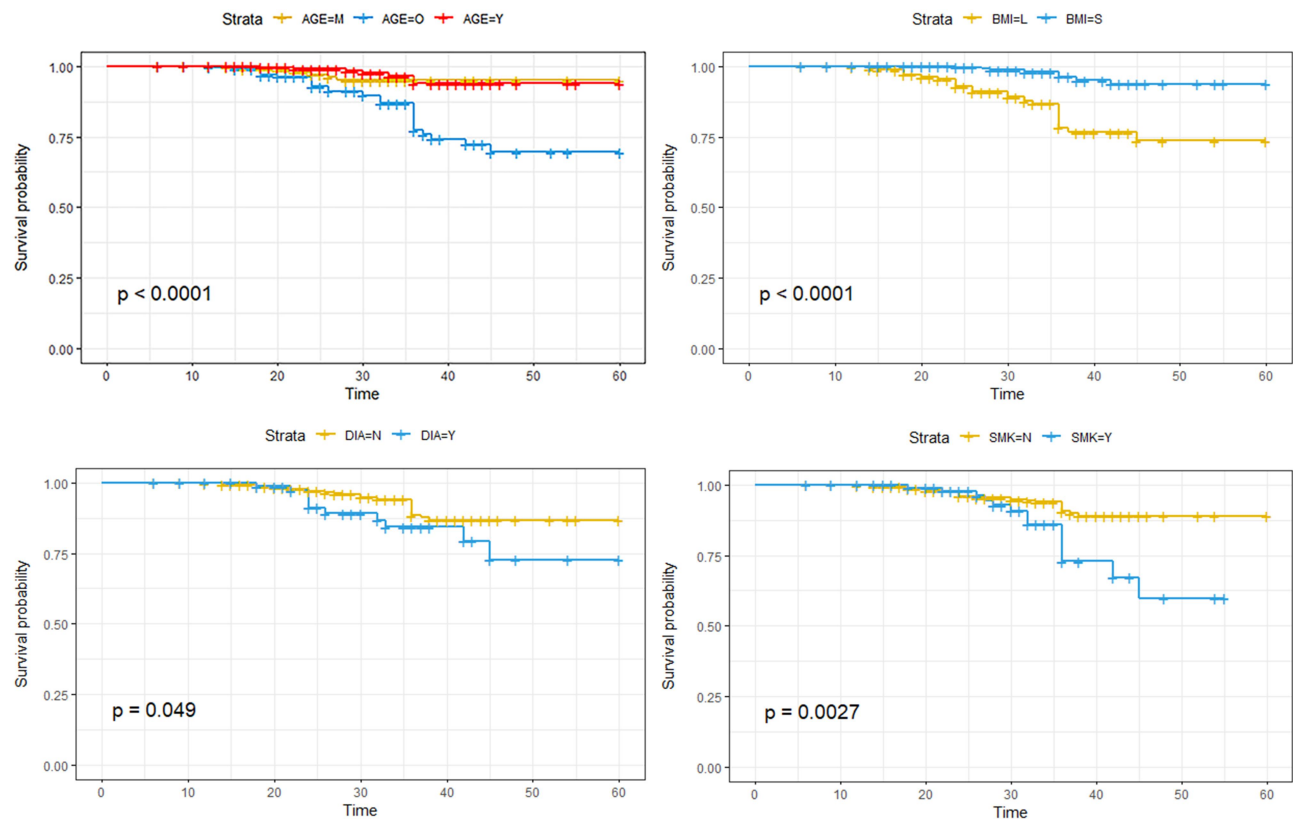 Strata AGE=M AGE=O AGE=Y
Survival probability
1.00
0.75
0.50
0.25
0.00
p < 0.0001
0 10 20 30 40 50 60
Time
Strata BMI=L BMI=S
Survival probability
1.00
0.75
0.50
0.25
0.00
p < 0.0001
0 10 20 30 40 50 60
Time
Strata DIA=N DIA=Y
Survival probability
1.00
0.75
0.50
0.25
0.00
p = 0.049
0 10 20 30 40 50 60
Time
Strata SMK=N SMK=Y
Survival probability
1.00
0.75
0.50
0.25
0.00
p = 0.0027
0 10 20 30 40 50 60
Time